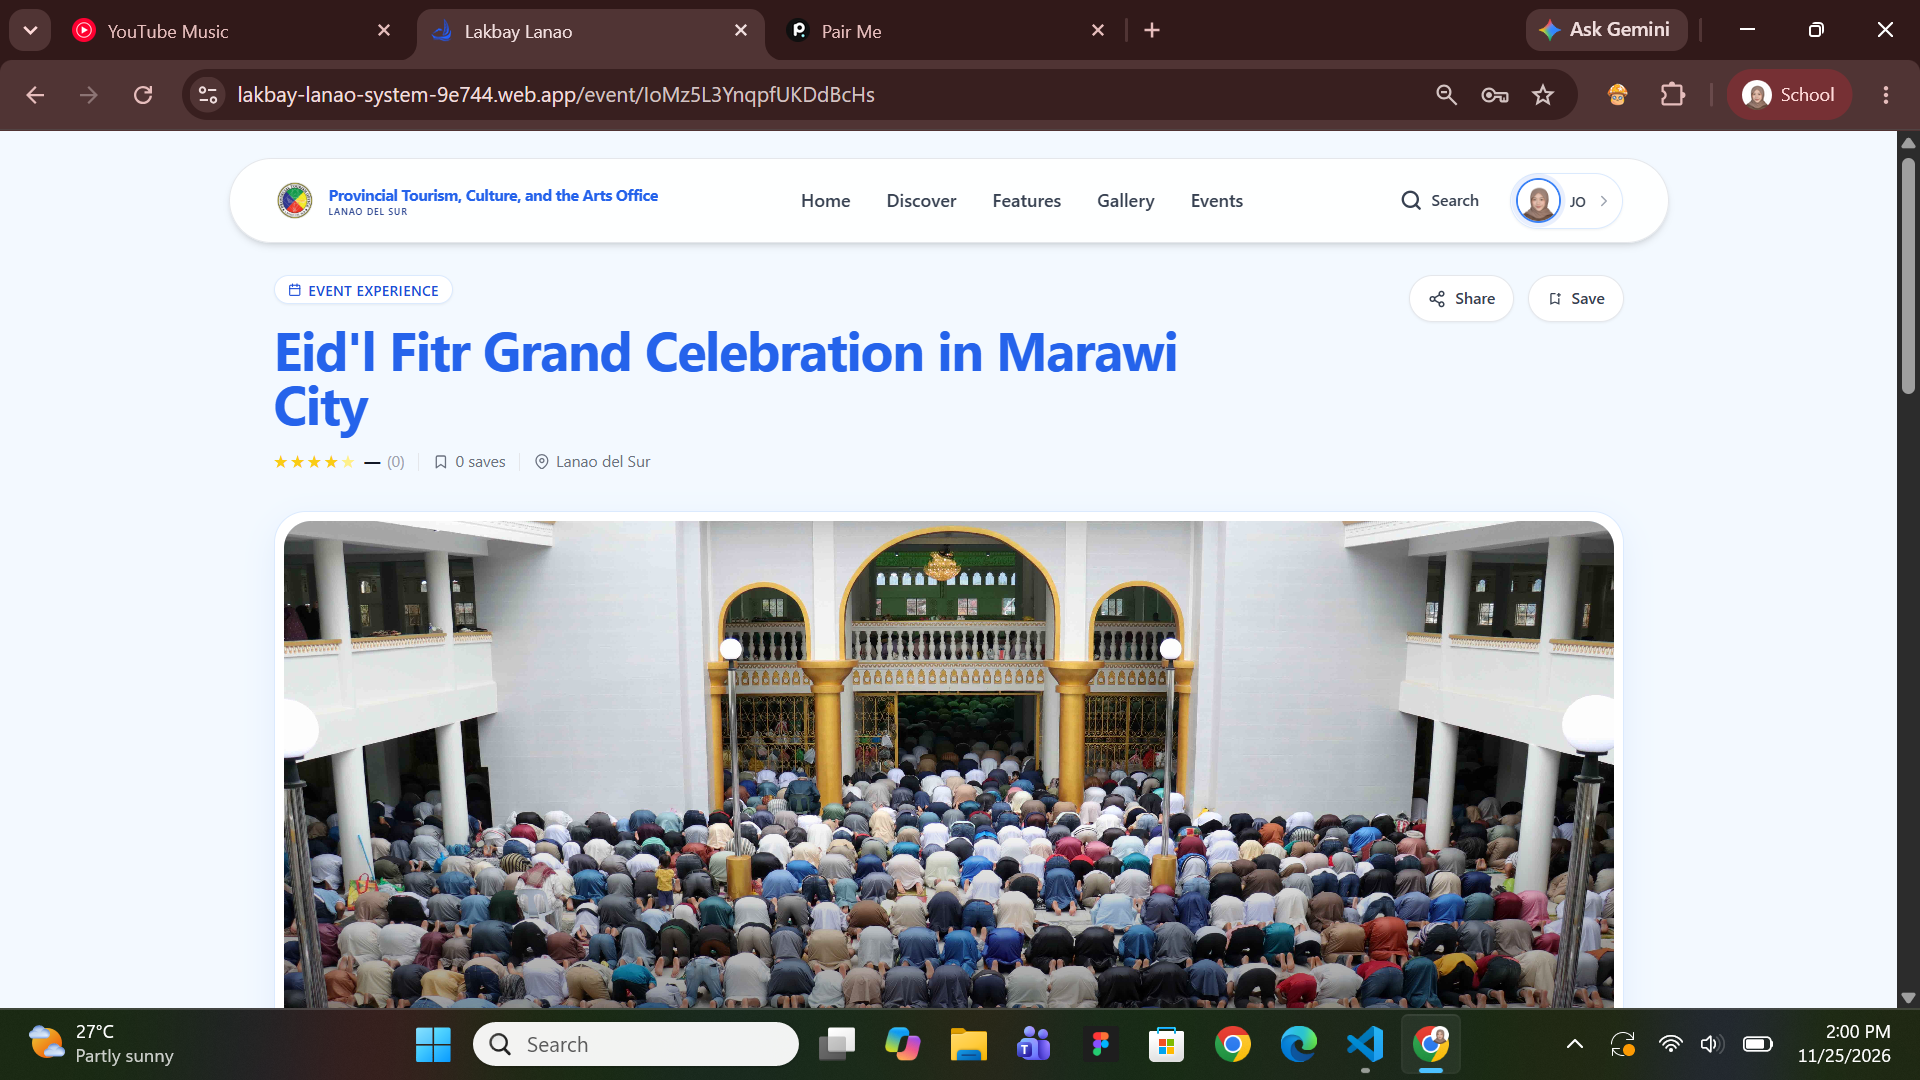 YouTube Music
Lakbay Lanao
Pair Me
Ask Gemini
lakbay-lanao-system-9e744.web.app/event/IoMz5L3YnqpfUKDdBcHs
School
Provincial Tourism, Culture, and the Arts Office
LANAO DEL SUR
Home
Discover
Features
Gallery
Events
Search
JO
EVENT EXPERIENCE
Share
Save
Eid'l Fitr Grand Celebration in Marawi
City
— (0)
0 saves
Lanao del Sur
27°C
Partly sunny
Search
2:00 PM
11/25/2026